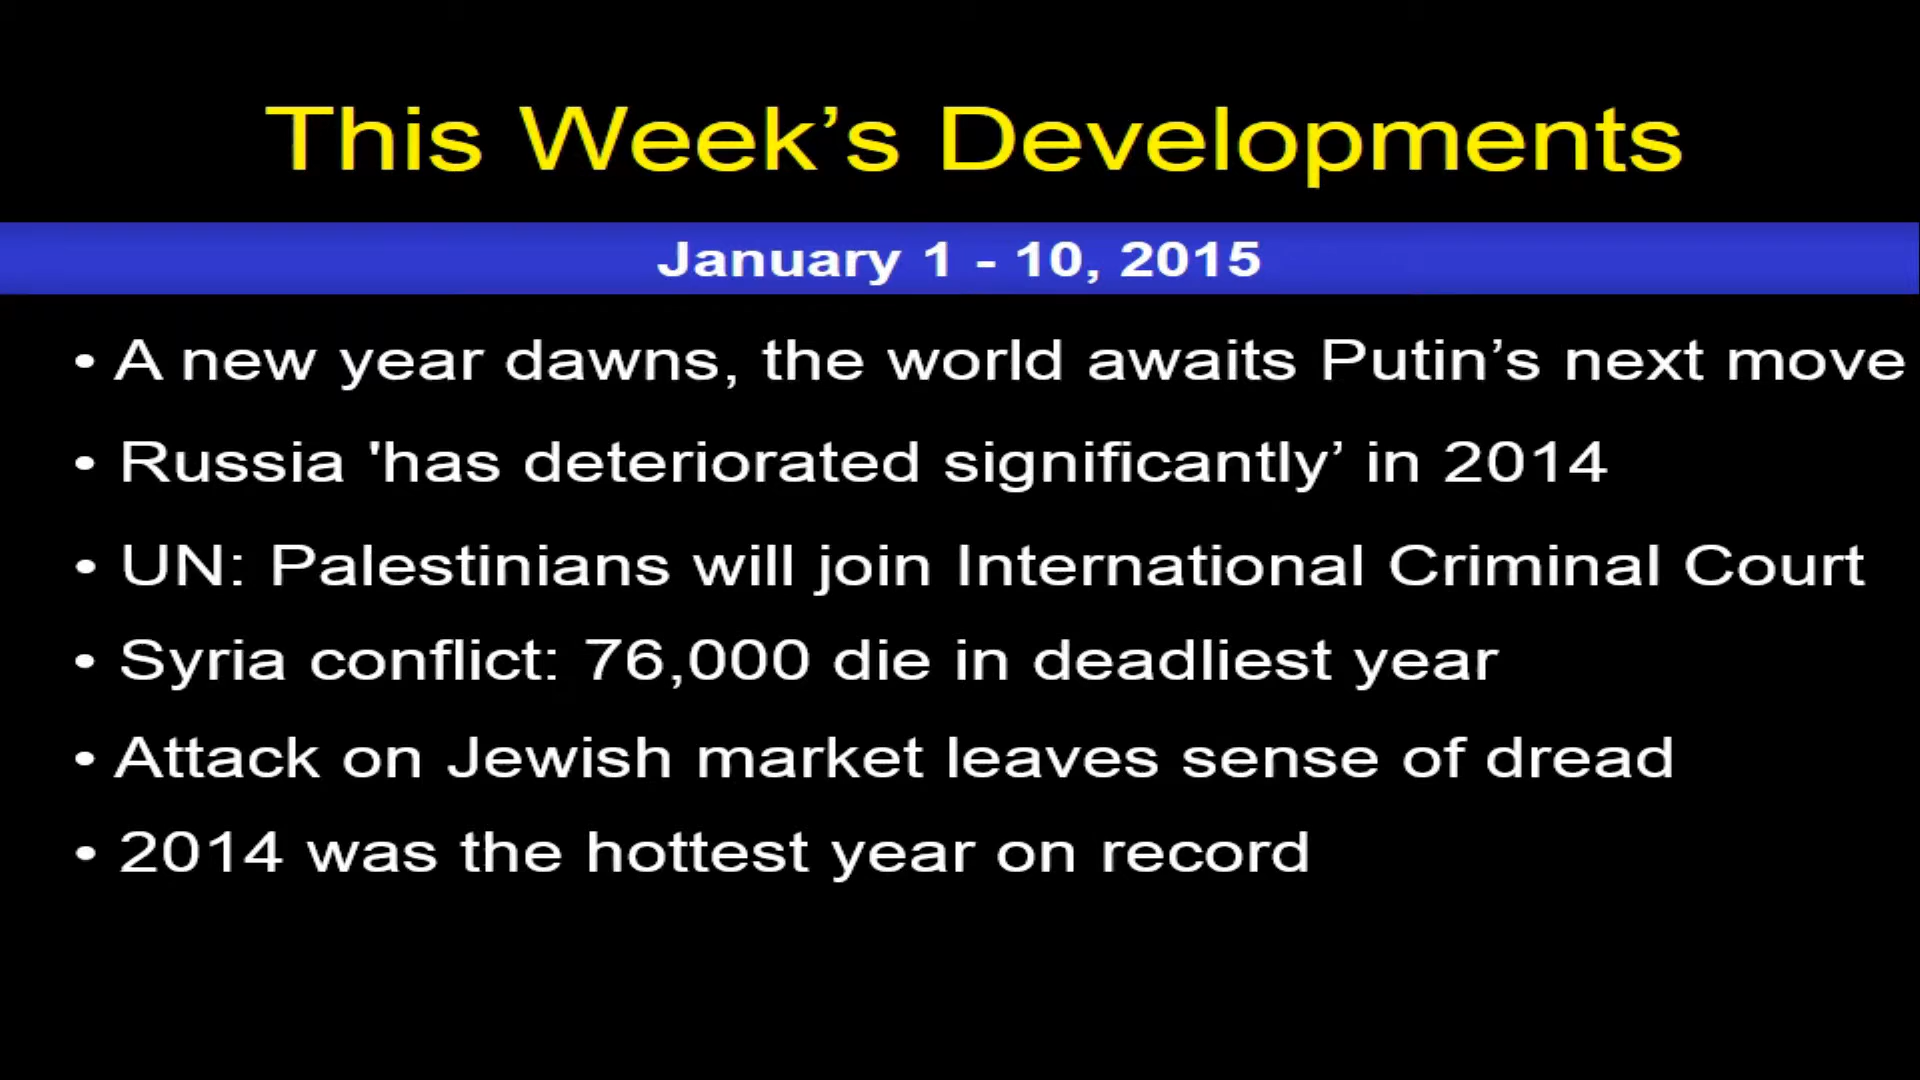 This Week’s Developments
January 1 - 10, 2015
• A new year dawns, the world awaits Putin’s next move
• Russia 'has deteriorated significantly’ in 2014
• UN: Palestinians will join International Criminal Court
• Syria conflict: 76,000 die in deadliest year
• Attack on Jewish market leaves sense of dread
• 2014 was the hottest year on record